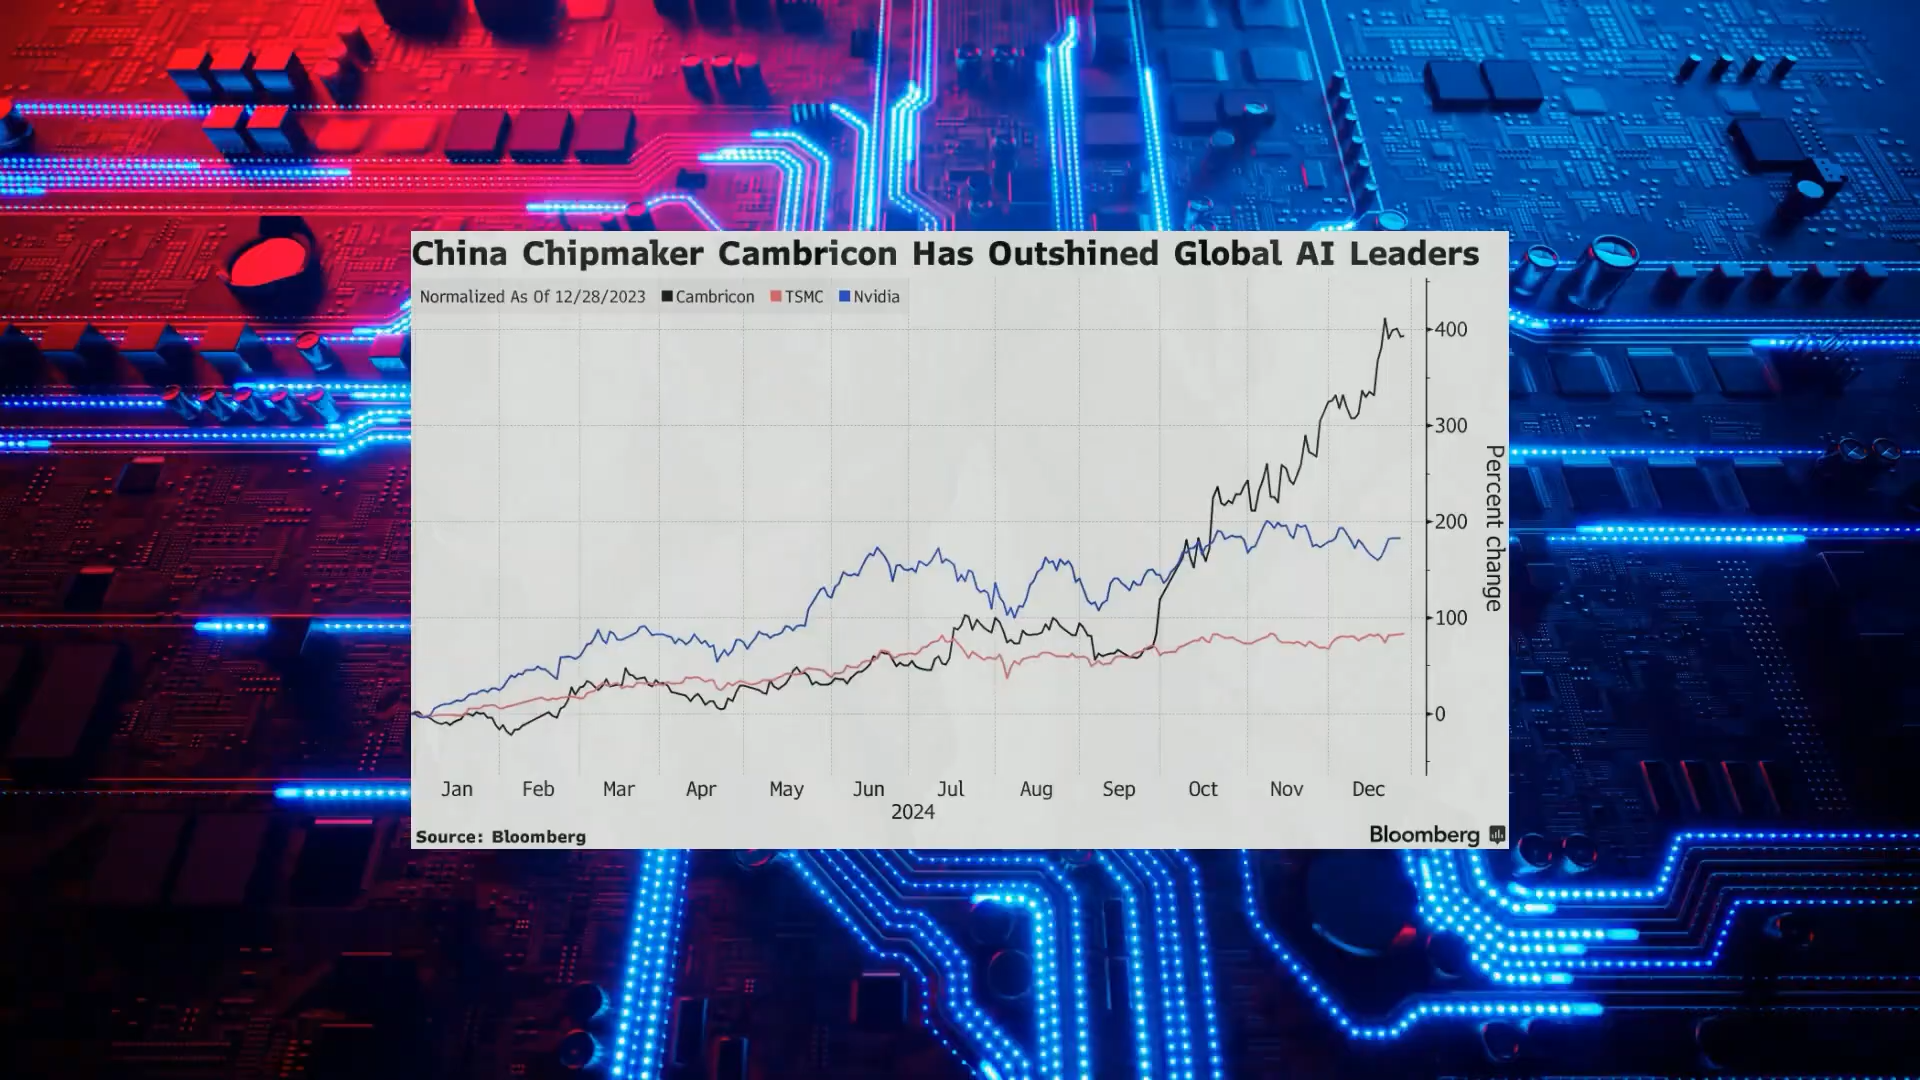 China Chipmaker Cambricon Has Outshined Global AI Leaders
Normalized As Of 12/28/2023 Cambricon TSMC Nvidia
400
300
200
100
0
Percent change
Jan Feb Mar Apr May Jun Jul Aug Sep Oct Nov Dec
2024
Source: Bloomberg
Bloomberg